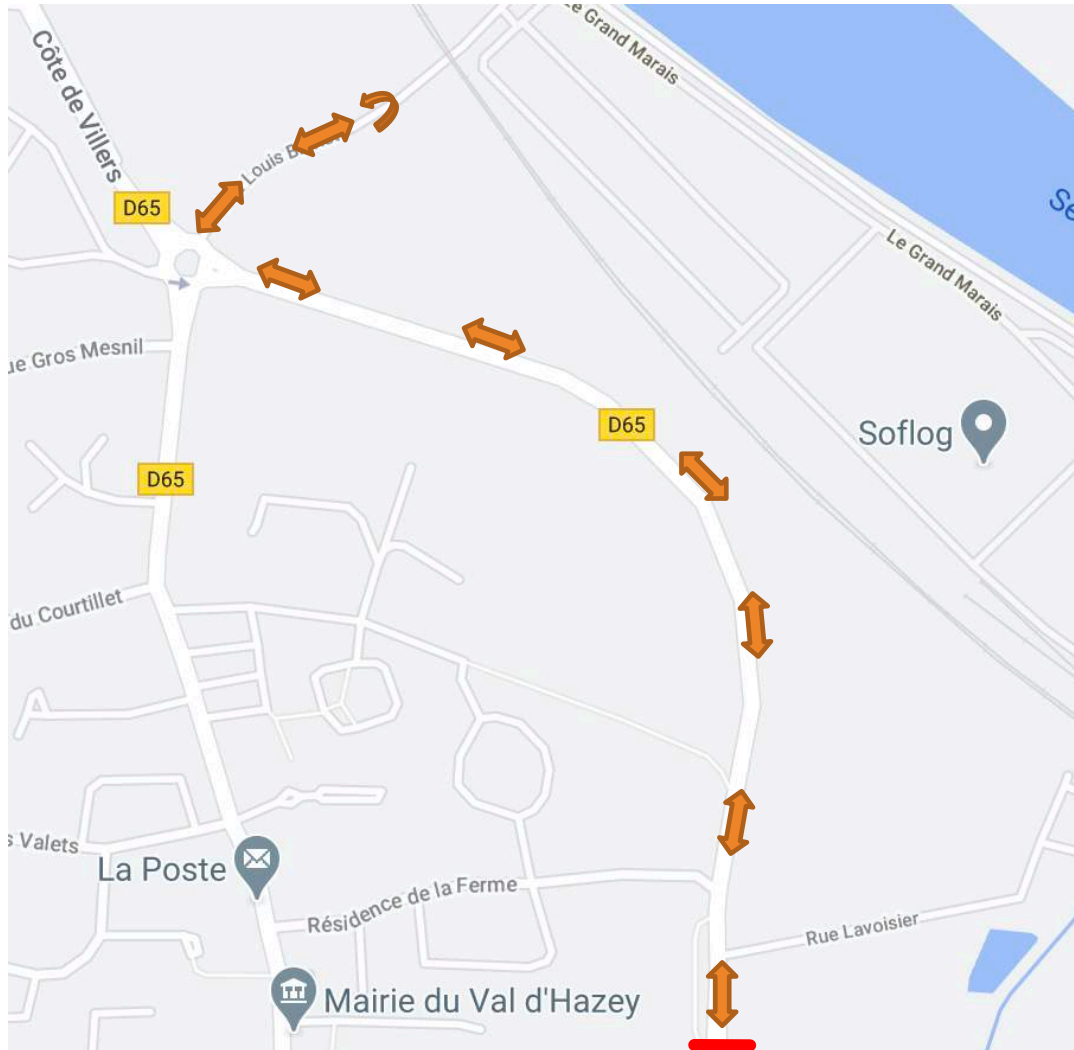 Le Grand Marais
Côte de Villers
Louis
D65
Le Grand Marais
ue Gros Mesnil
D65
Soflog
D65
du Courtillet
s Valets
La Poste
Résidence de la Ferme
Rue Lavoisier
Mairie du Val d'Hazey